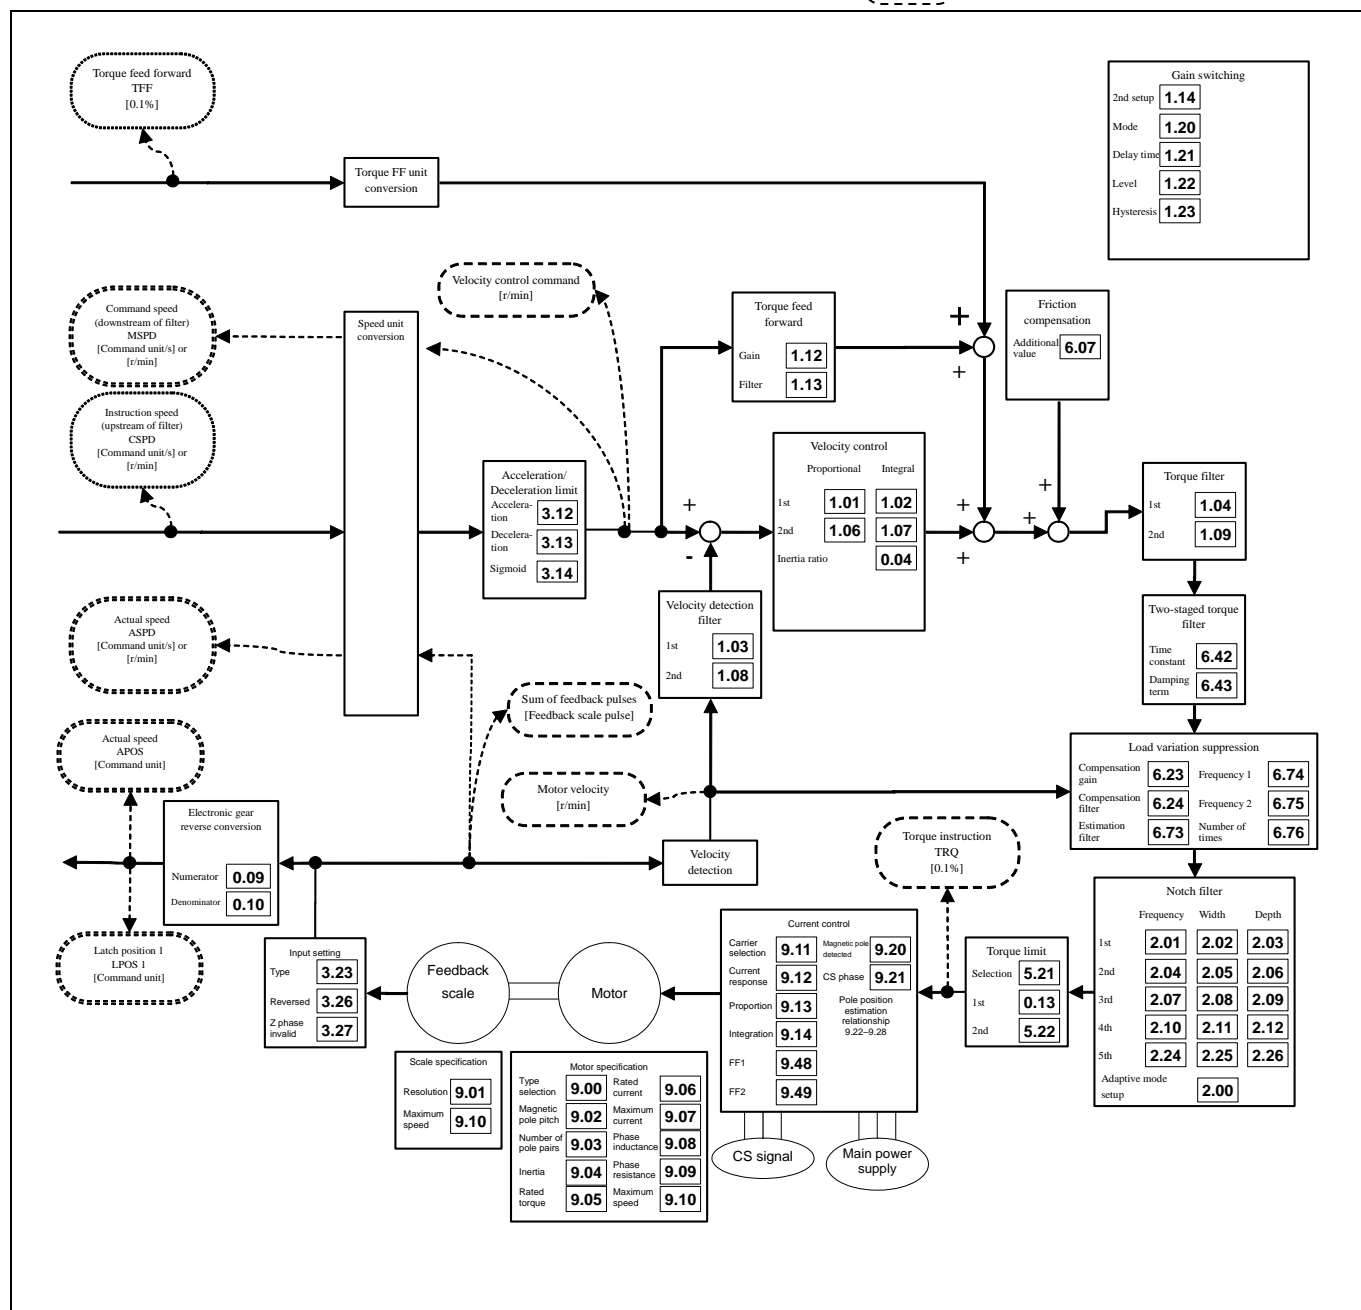 Torque feed forward
TFF
[0.1%]
Gain switching
2nd setup 1.14
Mode 1.20
Delay time 1.21
Level 1.22
Hysteresis 1.23
Torque FF unit
conversion
Velocity control command
[r/min]
Command speed
(downstream of filter)
MSPD
[Command unit/s] or
[r/min]
Speed unit
conversion
Torque feed
forward
Gain 1.12
Filter 1.13
+
+
Friction
compensation
Additional
value
6.07
Instruction speed
(upstream of filter)
CSPD
[Command unit/s] or
[r/min]
Acceleration/
Deceleration limit
Accelera-
tion
3.12
Decelera-
tion
3.13
Sigmoid 3.14
+
-
Velocity control
Proportional Integral
1st 1.01 1.02
2nd 1.06 1.07
Inertia ratio 0.04
+
+
+
+
Torque filter
1st 1.04
2nd 1.09
Actual speed
ASPD
[Command unit/s] or
[r/min]
Velocity detection
filter
1st 1.03
2nd 1.08
Two-staged torque
filter
Time
constant
6.42
Damping
term
6.43
Sum of feedback pulses
[Feedback scale pulse]
Actual speed
APOS
[Command unit]
Motor velocity
[r/min]
Load variation suppression
Compensation
gain
6.23
Frequency 1 6.74
Compensation
filter
6.24
Frequency 2 6.75
Estimation
filter
6.73
Number of
times
6.76
Electronic gear
reverse conversion
Numerator 0.09
Denominator 0.10
Velocity
detection
Torque instruction
TRQ
[0.1%]
Latch position 1
LPOS 1
[Command unit]
Input setting
Type 3.23
Reversed 3.26
Z phase
invalid
3.27
Feedback
scale
Motor
Current control
Carrier
selection
9.11
Magnetic pole
detected
9.20
Current
response
9.12
CS phase 9.21
Proportion 9.13
Integration 9.14
FF1 9.48
FF2 9.49
Pole position
estimation
relationship
9.22–9.28
Torque limit
Selection 5.21
1st 0.13
2nd 5.22
Notch filter
Frequency Width Depth
1st 2.01 2.02 2.03
2nd 2.04 2.05 2.06
3rd 2.07 2.08 2.09
4th 2.10 2.11 2.12
5th 2.24 2.25 2.26
Adaptive mode
setup
2.00
Scale specification
Resolution 9.01
Maximum
speed
9.10
Motor specification
Type
selection
9.00
Rated
current
9.06
Magnetic
pole pitch
9.02
Maximum
current
9.07
Number of
pole pairs
9.03
Phase
inductance
9.08
Inertia 9.04
Phase
resistance
9.09
Rated
torque
9.05
Maximum
speed
9.10
CS signal
Main power
supply